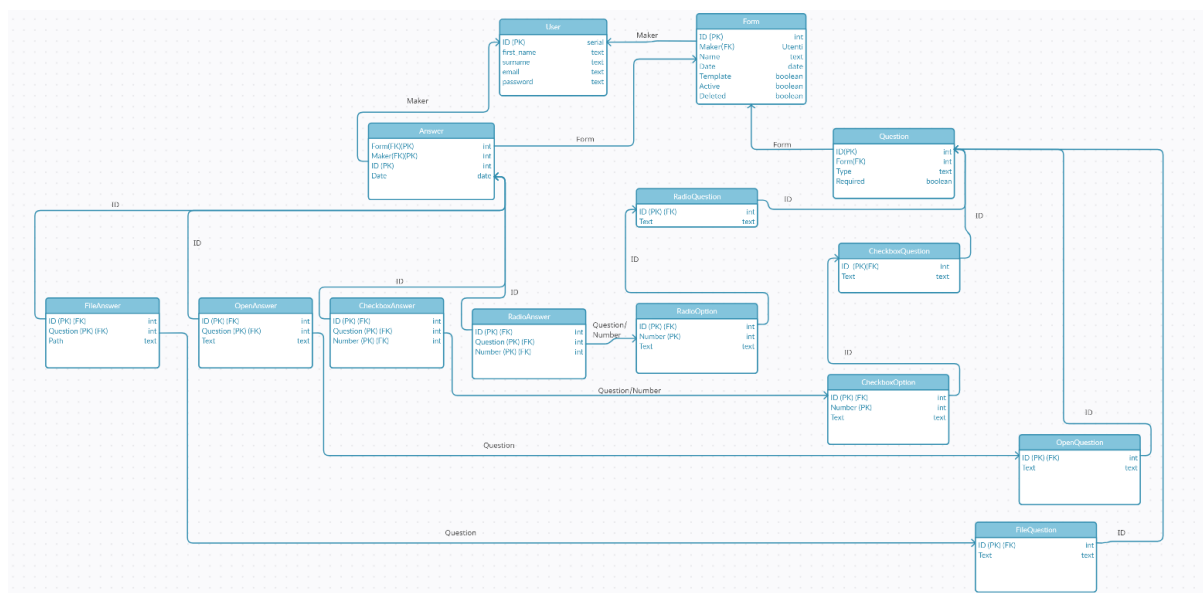 User
ID (PK) serial
first_name text
surname text
email text
password text
Maker
Form
ID (PK) int
Maker(FK) Utenti
Name text
Date date
Template boolean
Active boolean
Deleted boolean
Maker
Answer
Form(FK)(PK) int
Maker(FK)(PK) int
ID (PK) int
Date date
Form
Form
Question
ID(PK) int
Form(FK) int
Type text
Required boolean
ID
ID
RadioQuestion
ID (PK) (FK) int
Text text
ID
ID
ID
CheckboxQuestion
ID (PK)(FK) int
Text text
ID
ID
FileAnswer
ID (PK) (FK) int
Question (PK) (FK) int
Path text
OpenAnswer
ID (PK) (FK) int
Question (PK) (FK) int
Text text
CheckboxAnswer
ID (PK) (FK) int
Question (PK) (FK) int
Number (PK) (FK) int
RadioAnswer
ID (PK) (FK) int
Question (PK) (FK) int
Number (PK) (FK) int
Question/
Number
RadioOption
ID (PK) (FK) int
Number (PK) int
Text text
ID
Question/Number
CheckboxOption
ID (PK) (FK) int
Number (PK) int
Text text
ID
Question
OpenQuestion
ID (PK) (FK) int
Text text
Question
FileQuestion
ID (PK) (FK) int
Text text
ID